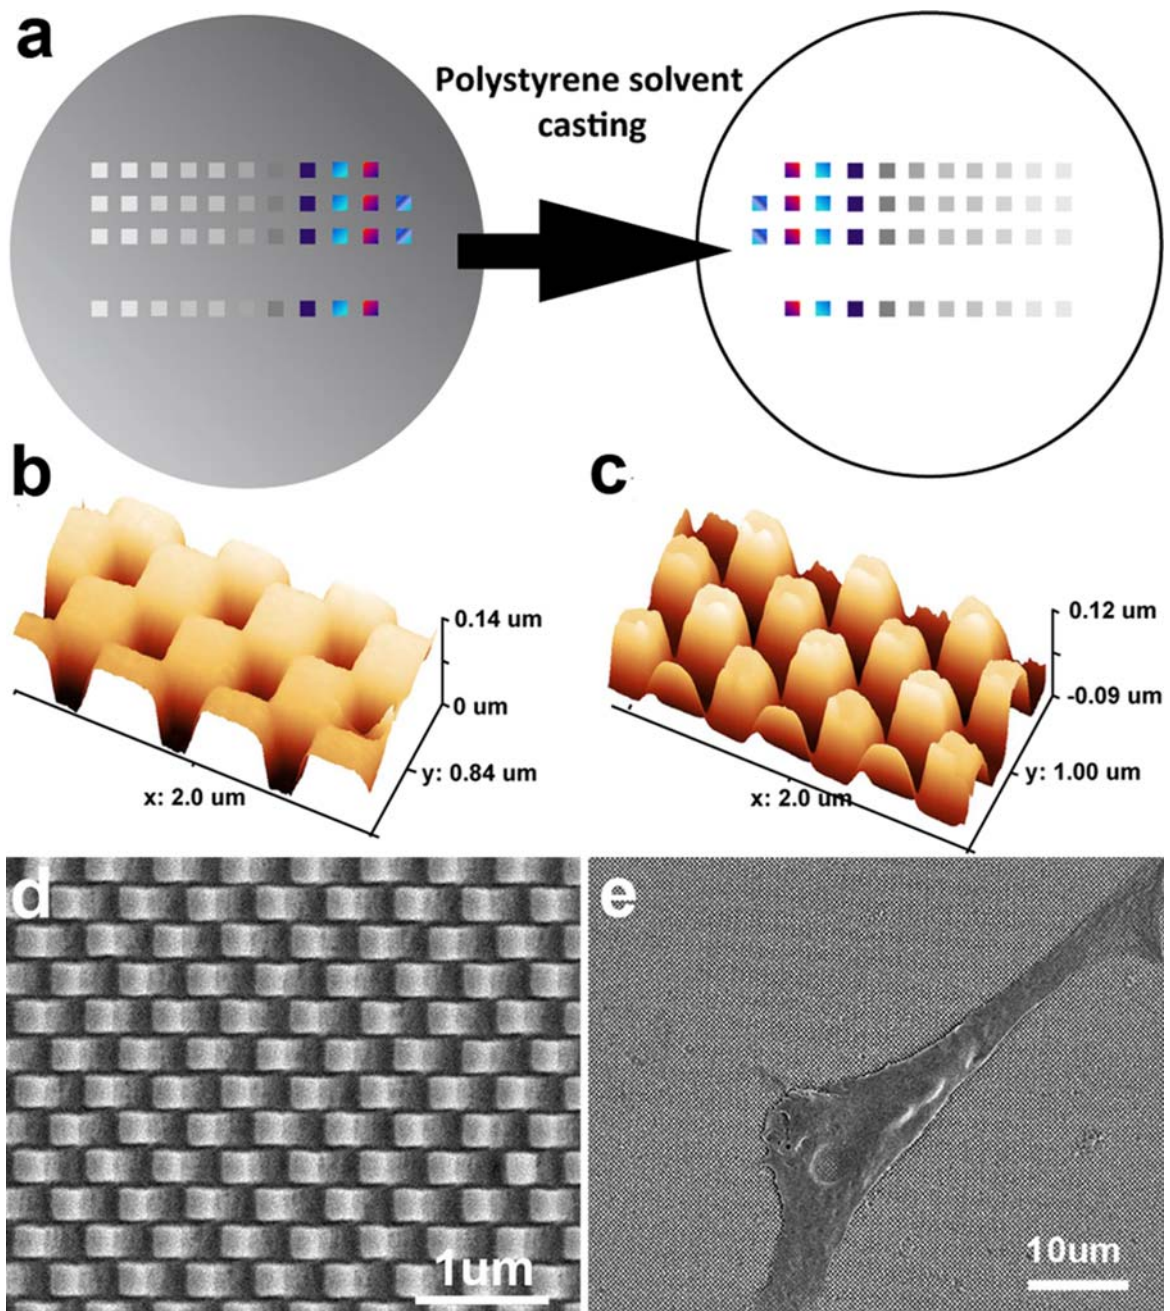 a
Polystyrene solvent
casting
b
0.14 um
0 um
y: 0.84 um
x: 2.0 um
c
0.12 um
-0.09 um
y: 1.00 um
x: 2.0 um
d
1um
e
10um